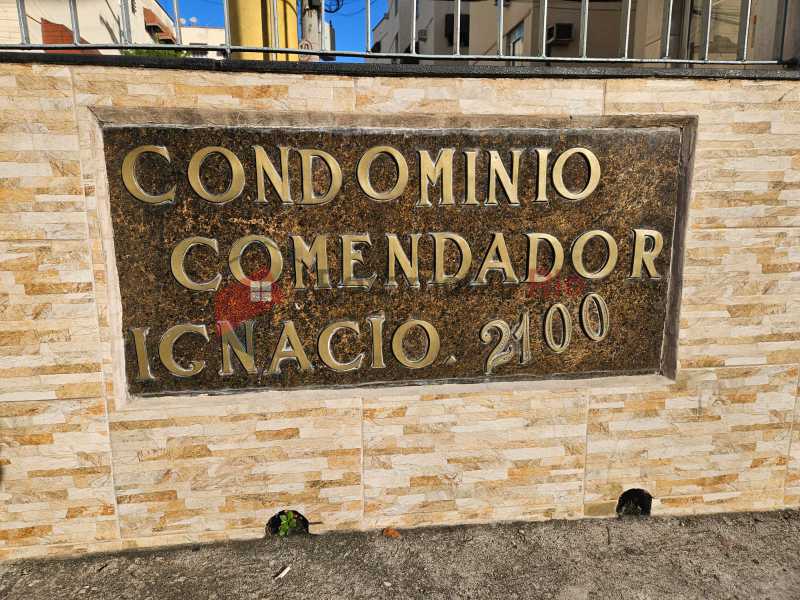 CONDOMINIO
COMENDADOR
IGNACIO. 2100